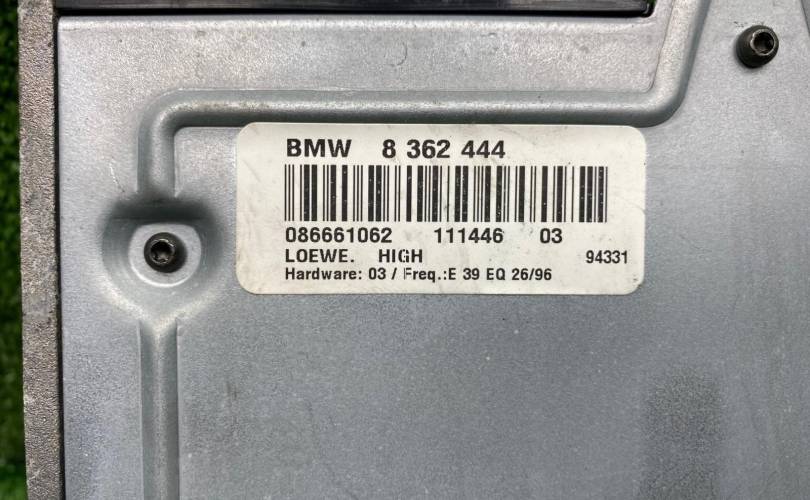 BMW 8 362 444
086661062 111446 03
LOEWE. HIGH 94331
Hardware: 03 / Freq.:E 39 EQ 26/96